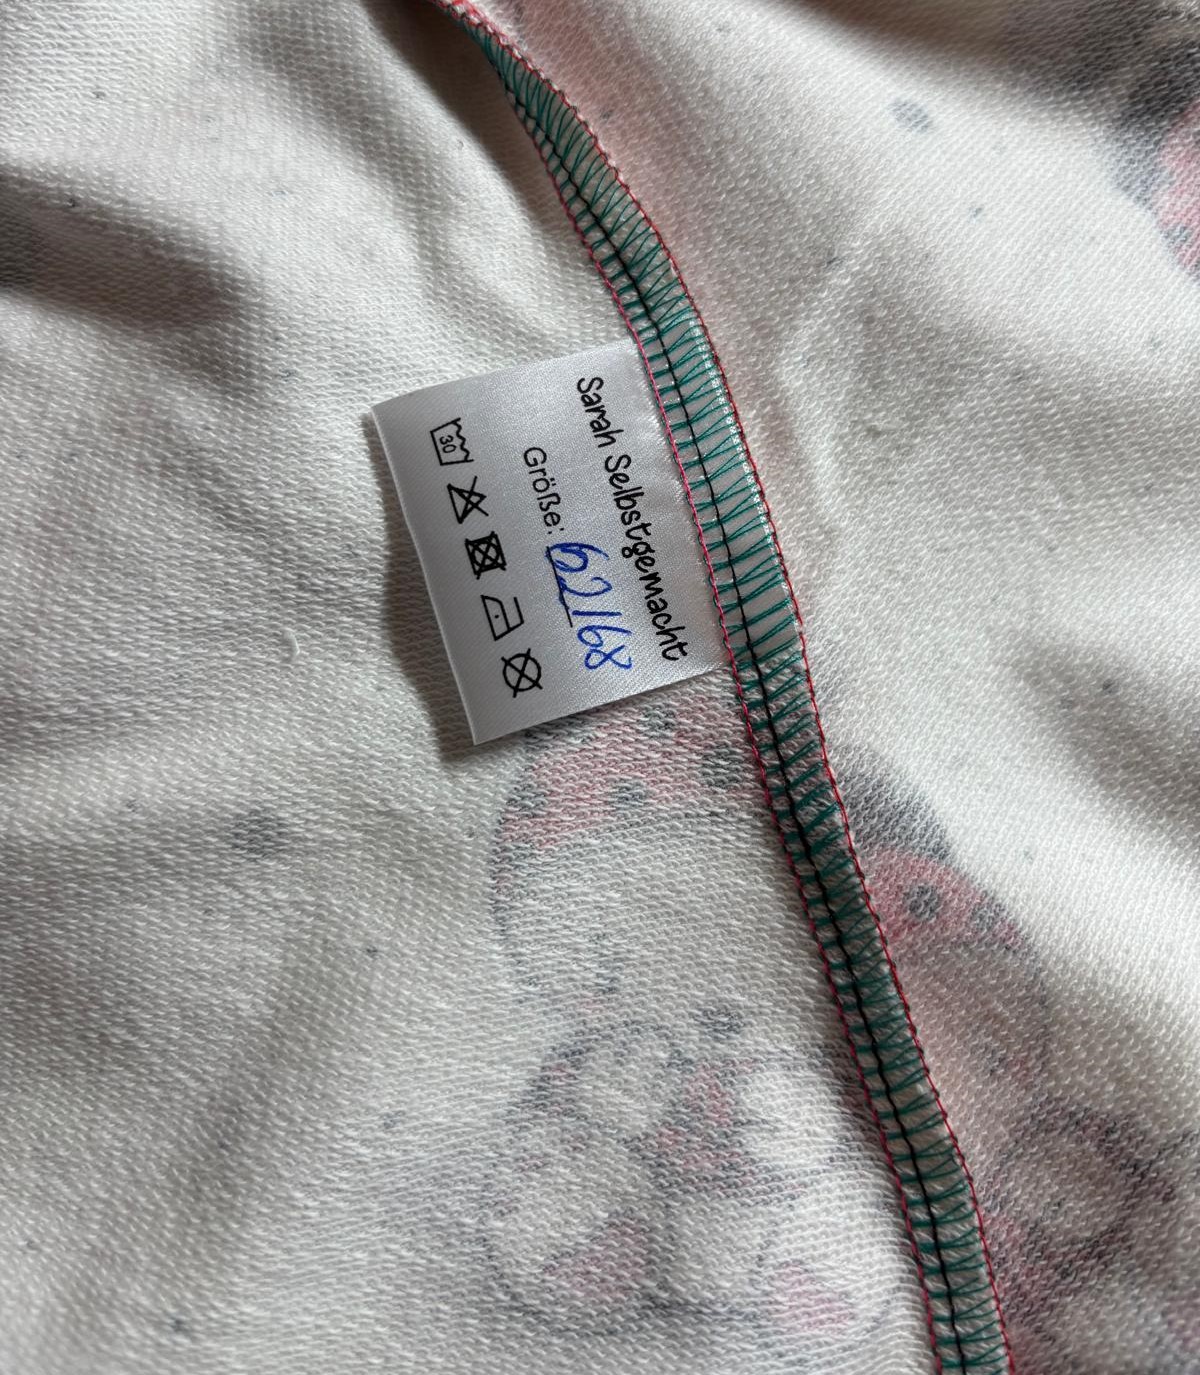 Sarah Selbstgemacht
Größe: 62/68
30